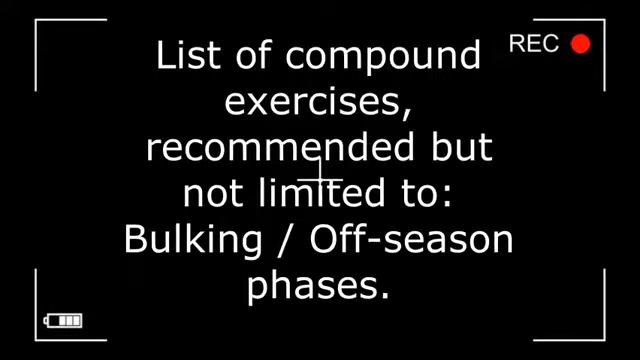 REC
List of compound
exercises,
recommended but
not limited to:
Bulking / Off-season
phases.